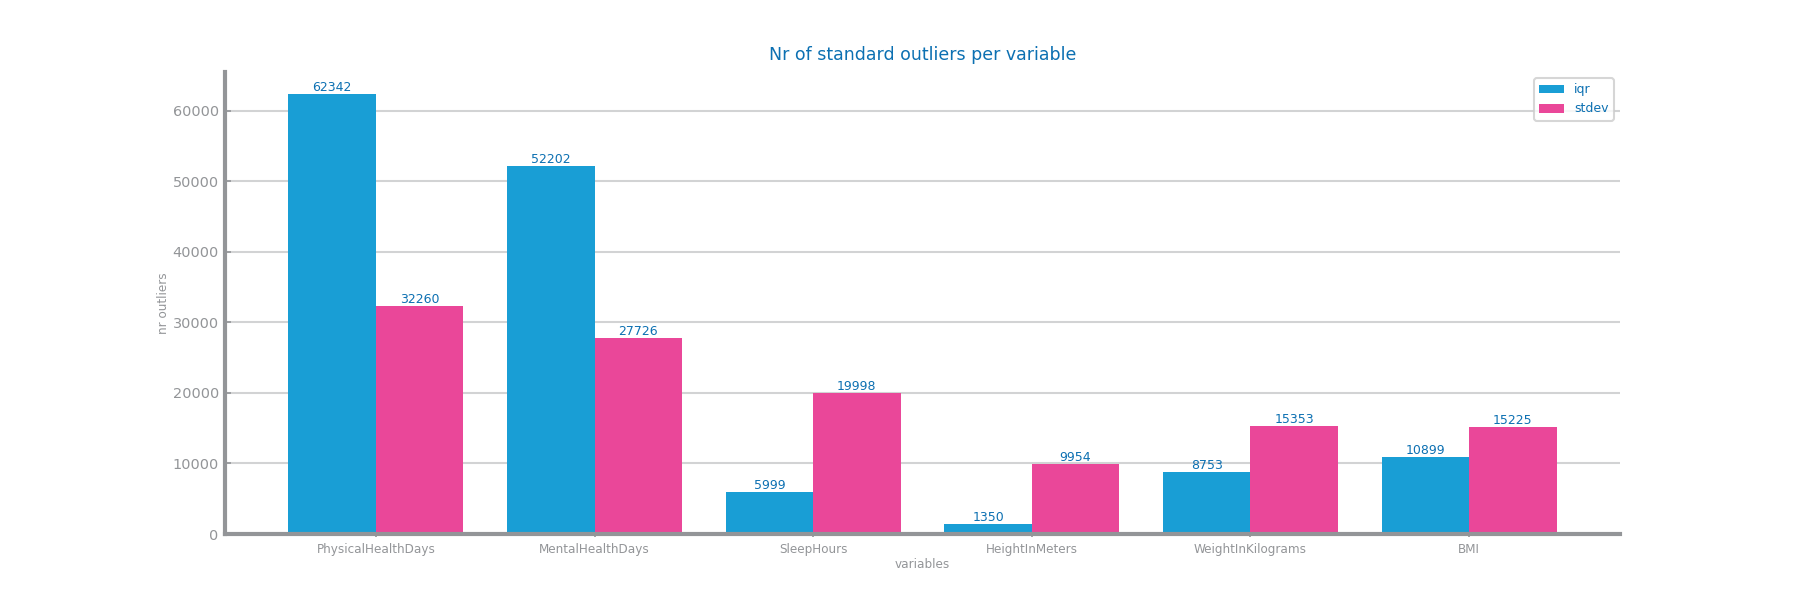 Nr of standard outliers per variable
iqr
stdev
nr outliers
60000
50000
40000
30000
20000
10000
0
62342
32260
52202
27726
5999
19998
1350
9954
8753
15353
10899
15225
PhysicalHealthDays
MentalHealthDays
SleepHours
HeightInMeters
WeightInKilograms
BMI
variables